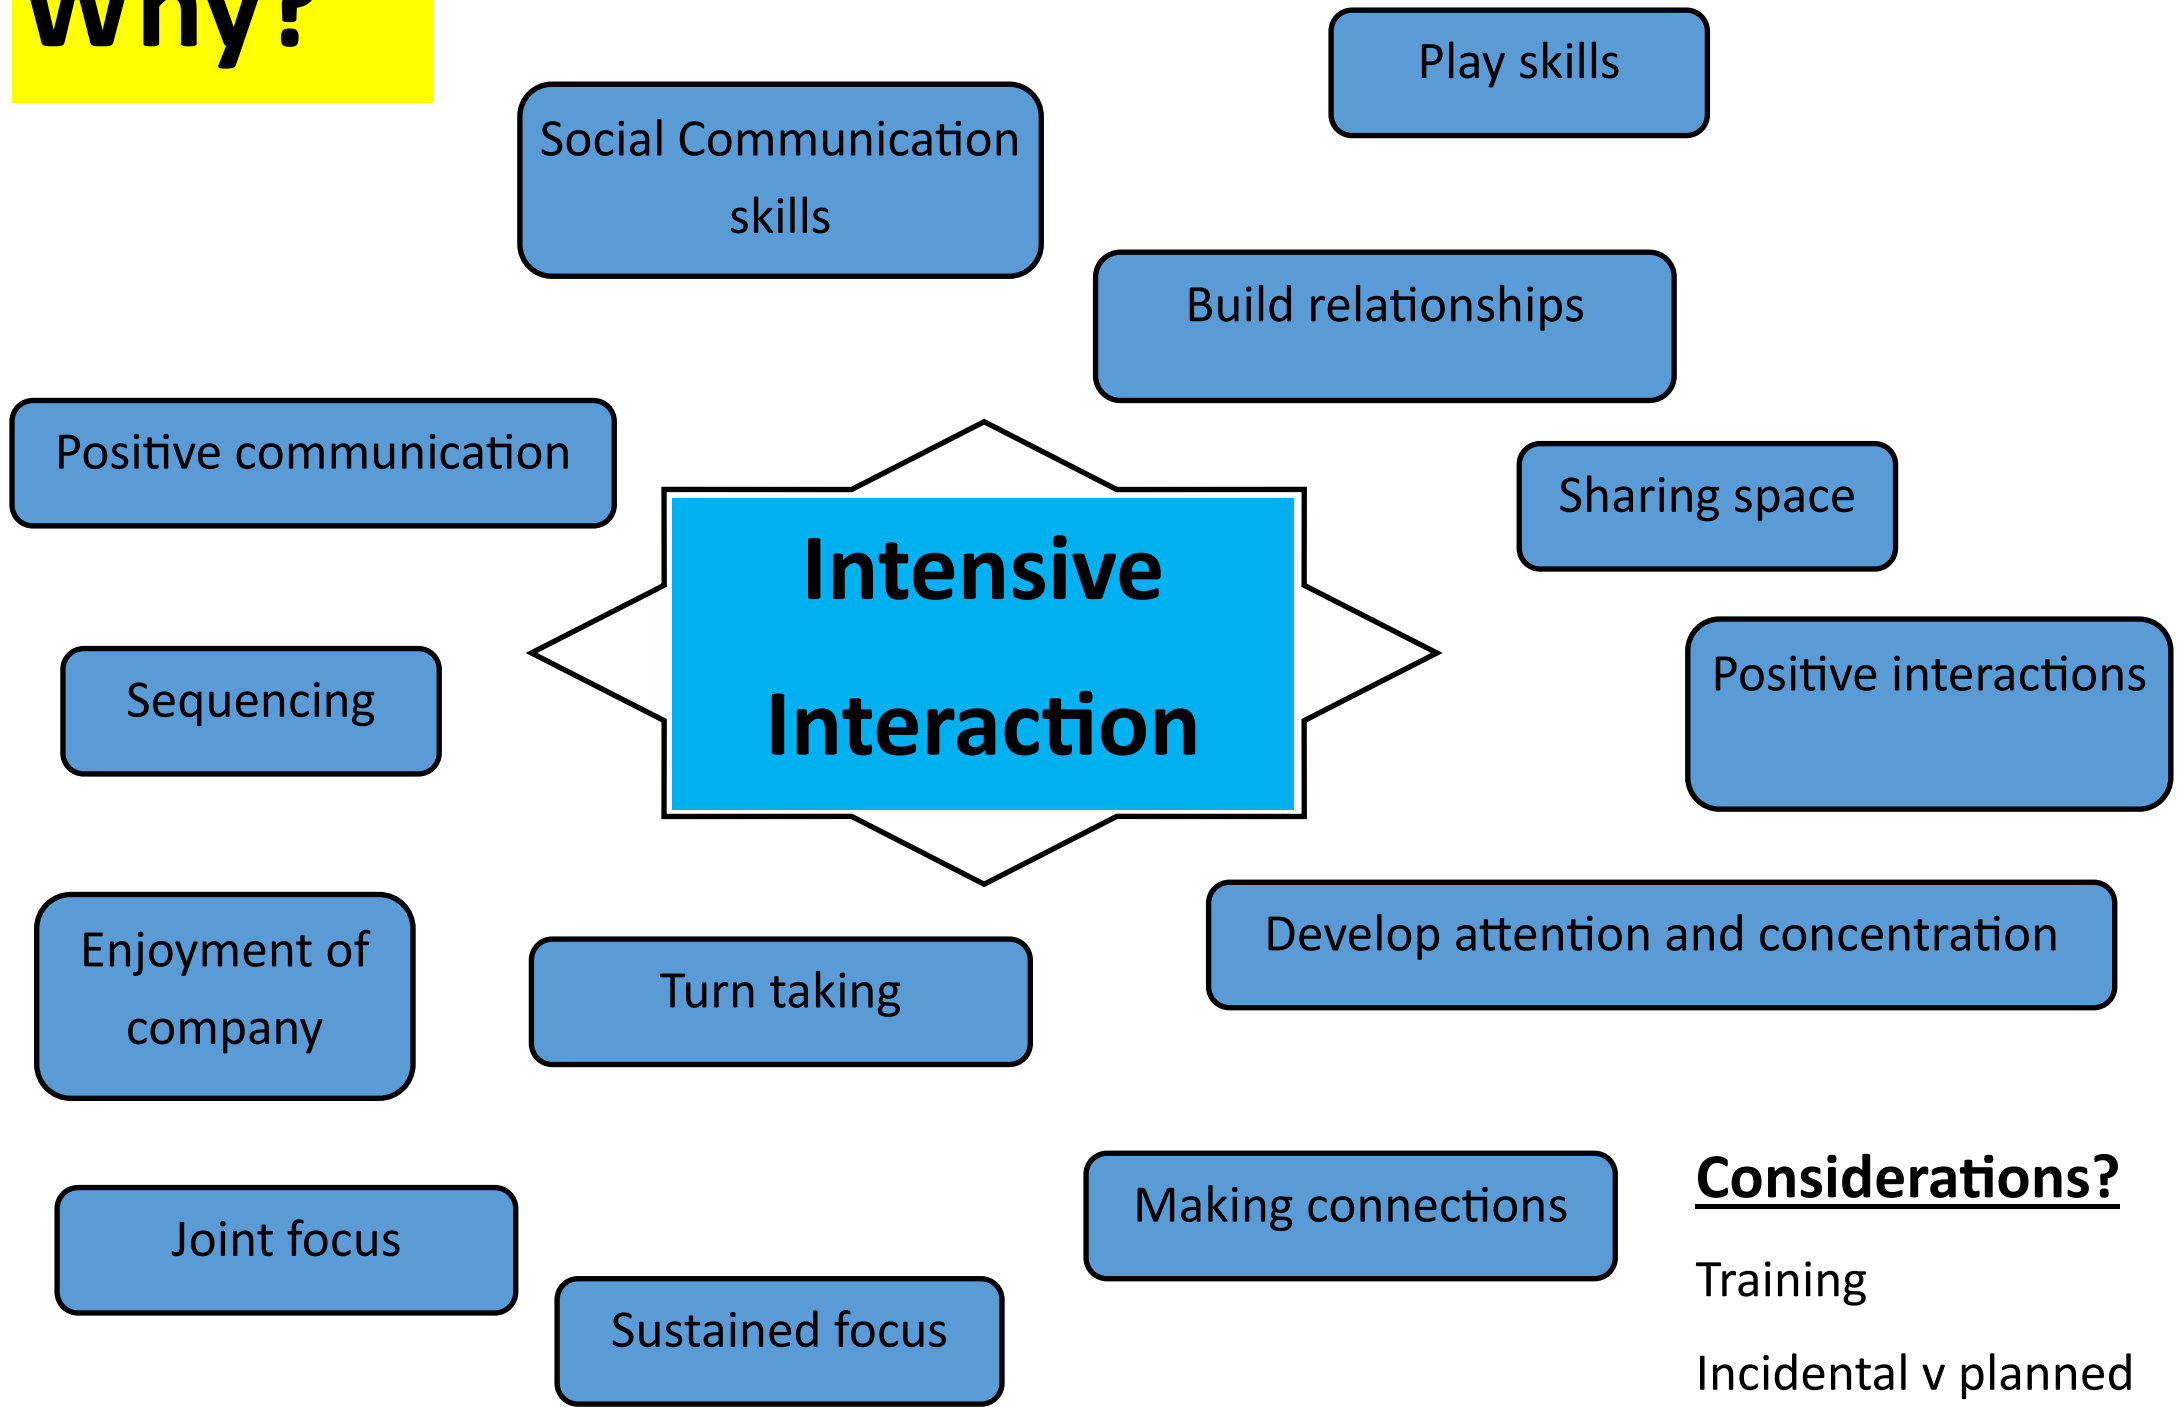 Why?
Play skills
Social Communication
skills
Build relationships
Positive communication
Sharing space
Intensive
Interaction
Positive interactions
Sequencing
Develop attention and concentration
Enjoyment of
company
Turn taking
Making connections
Considerations?
Joint focus
Training
Sustained focus
Incidental v planned